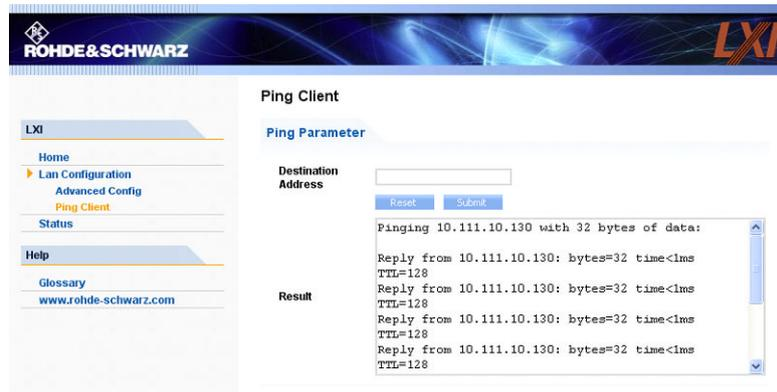 ROHDE&SCHWARZ
LXI
Ping Client
LXI
Home
Lan Configuration
Advanced Config
Ping Client
Status
Help
Glossary
www.rohde-schwarz.com
Ping Parameter
Destination
Address
Reset
Submit
Result
Pinging 10.111.10.130 with 32 bytes of data:
Reply from 10.111.10.130: bytes=32 time<1ms
TTL=128
Reply from 10.111.10.130: bytes=32 time<1ms
TTL=128
Reply from 10.111.10.130: bytes=32 time<1ms
TTL=128
Reply from 10.111.10.130: bytes=32 time<1ms
TTL=128